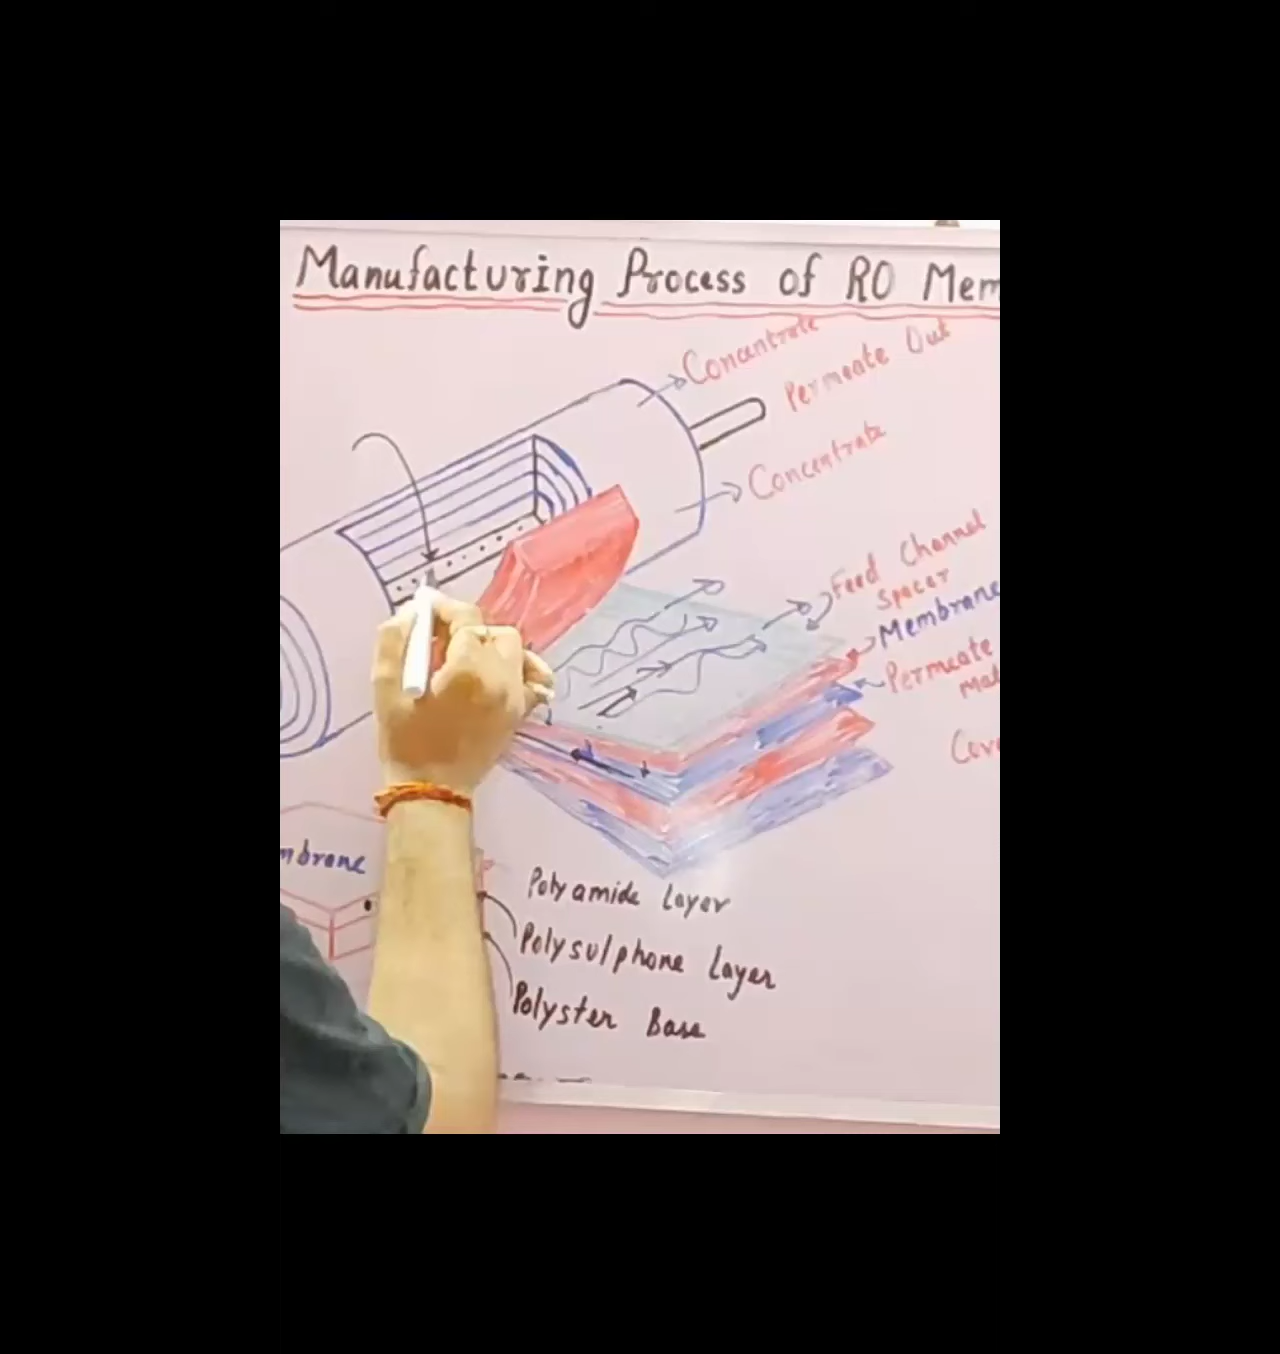 Manufacturing Process of RO Mem
Concentrate
Permeate Out
Concentrate
Feed Channel
Spacer
Membrane
Permeate
Mat
Cove
mbrane
Polyamide Layer
Polysulphone Layer
Polyster Base